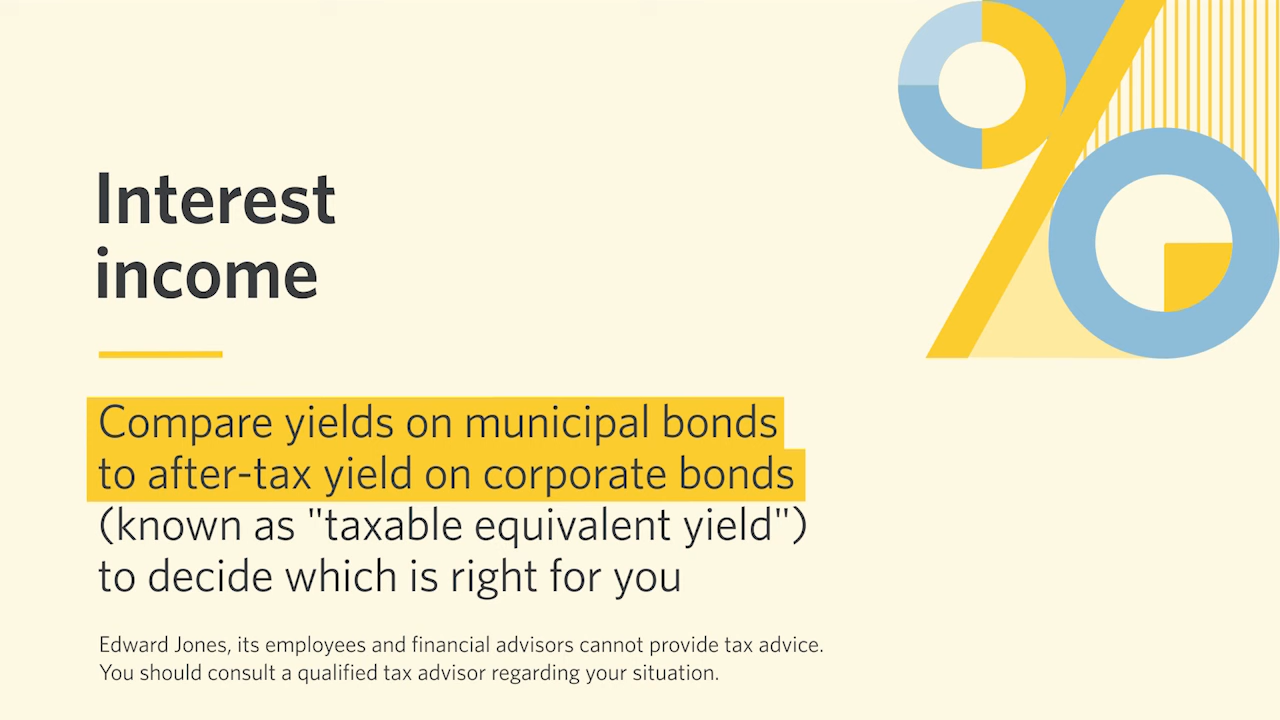 Interest
income
Compare yields on municipal bonds
to after-tax yield on corporate bonds
(known as "taxable equivalent yield")
to decide which is right for you
Edward Jones, its employees and financial advisors cannot provide tax advice.
You should consult a qualified tax advisor regarding your situation.